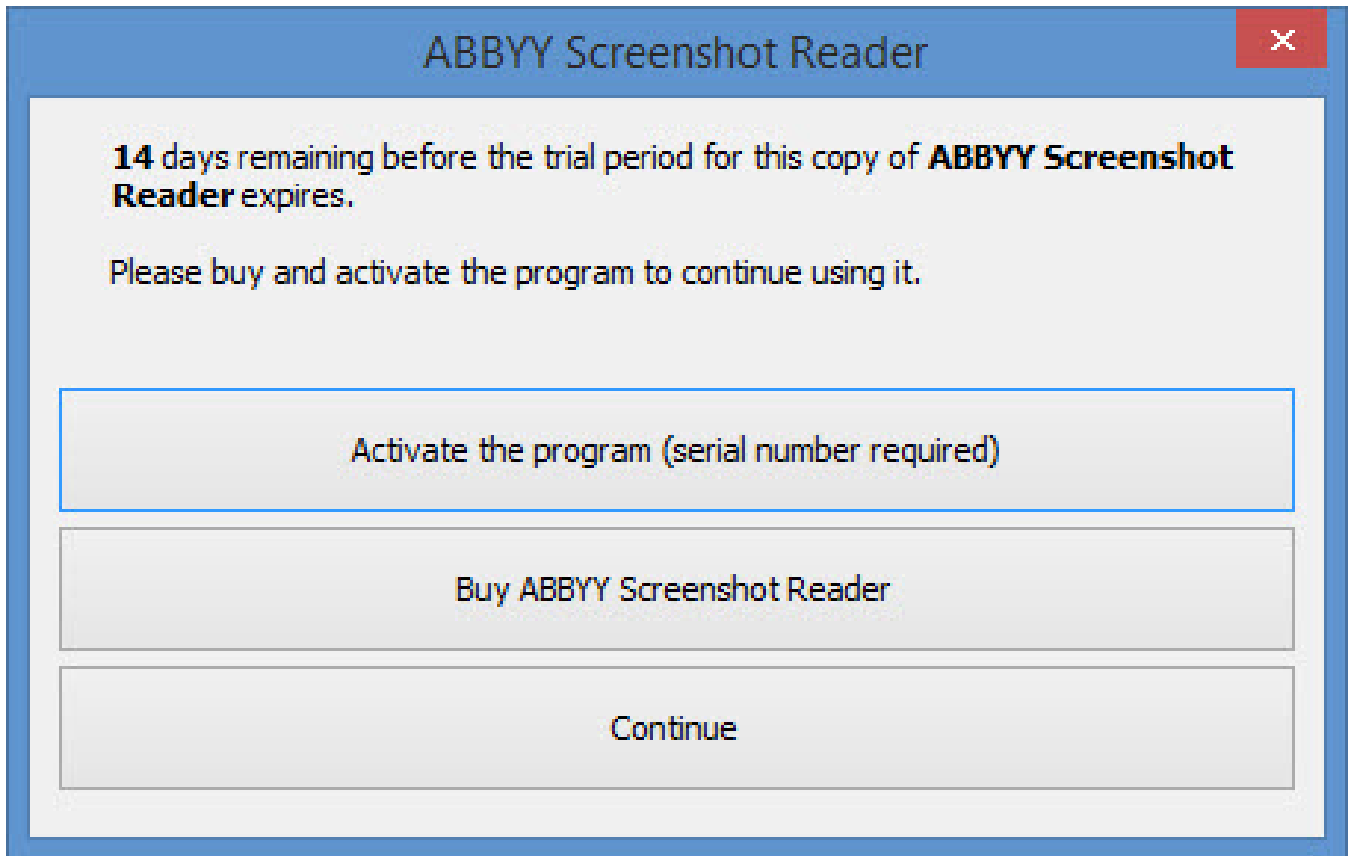 ABBYY Screenshot Reader
14 days remaining before the trial period for this copy of ABBYY Screenshot
Reader expires.
Please buy and activate the program to continue using it.
Activate the program (serial number required)
Buy ABBYY Screenshot Reader
Continue